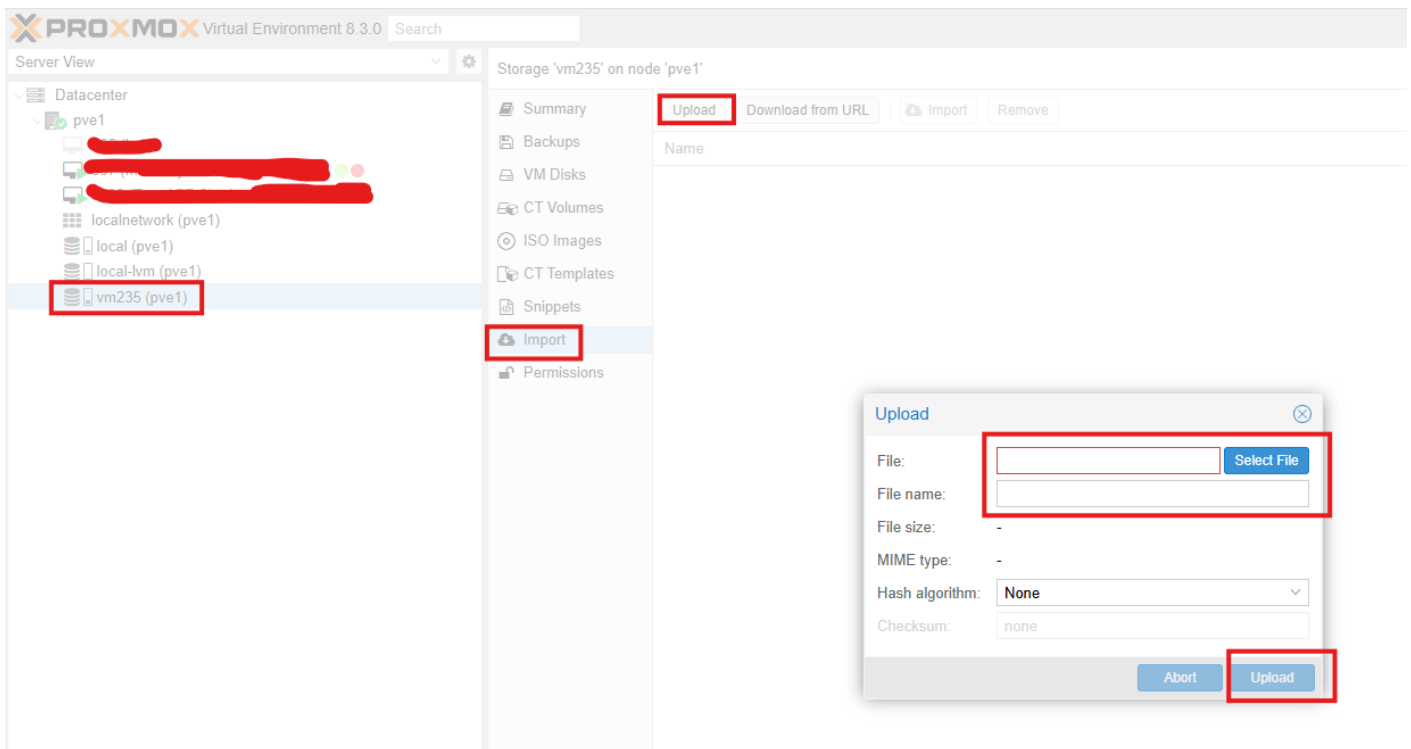 PROXMOX Virtual Environment 8.3.0 Search
Server View
Datacenter
pve1
localnetwork (pve1)
local (pve1)
local-lvm (pve1)
vm235 (pve1)
Storage 'vm235' on node 'pve1'
Summary
Backups
VM Disks
CT Volumes
ISO Images
CT Templates
Snippets
Import
Permissions
Upload Download from URL Import Remove
Name
Upload
File: Select File
File name:
File size: -
MIME type: -
Hash algorithm: None
Checksum: none
Abort Upload